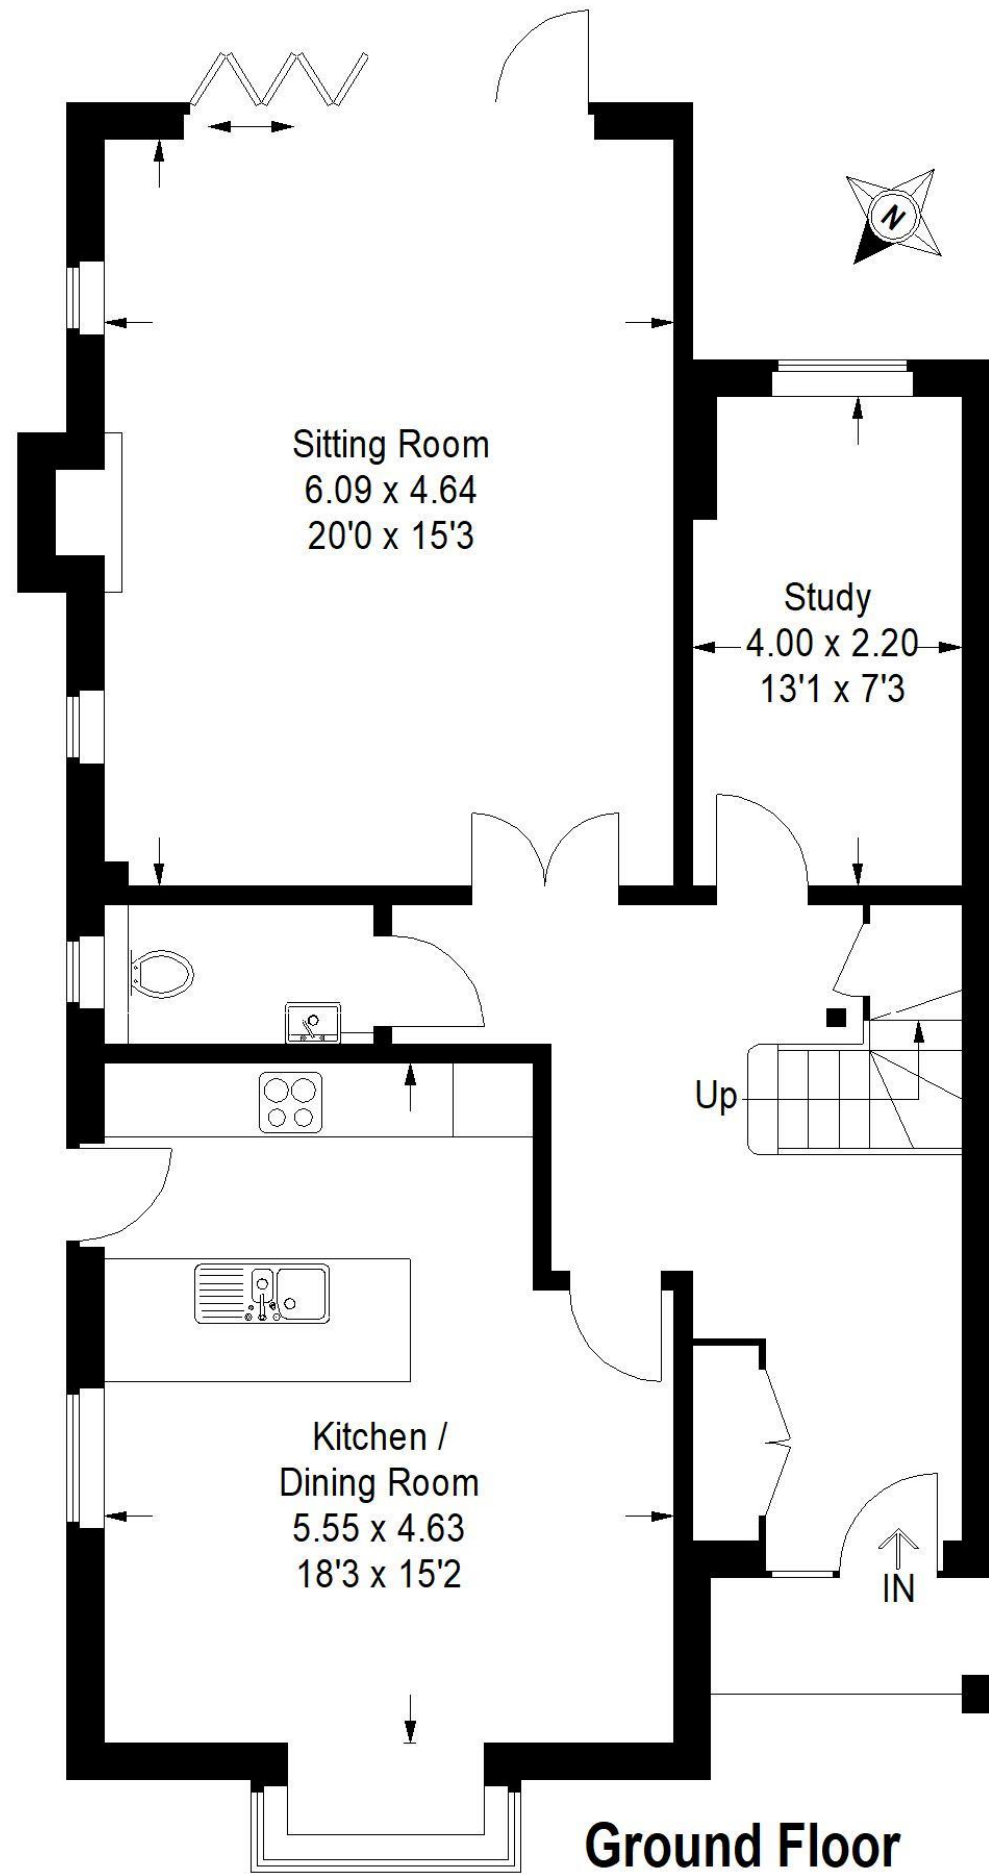 N
Sitting Room
6.09 x 4.64
20'0 x 15'3
Study
4.00 x 2.20
13'1 x 7'3
Up
Kitchen /
Dining Room
5.55 x 4.63
18'3 x 15'2
IN
Ground Floor